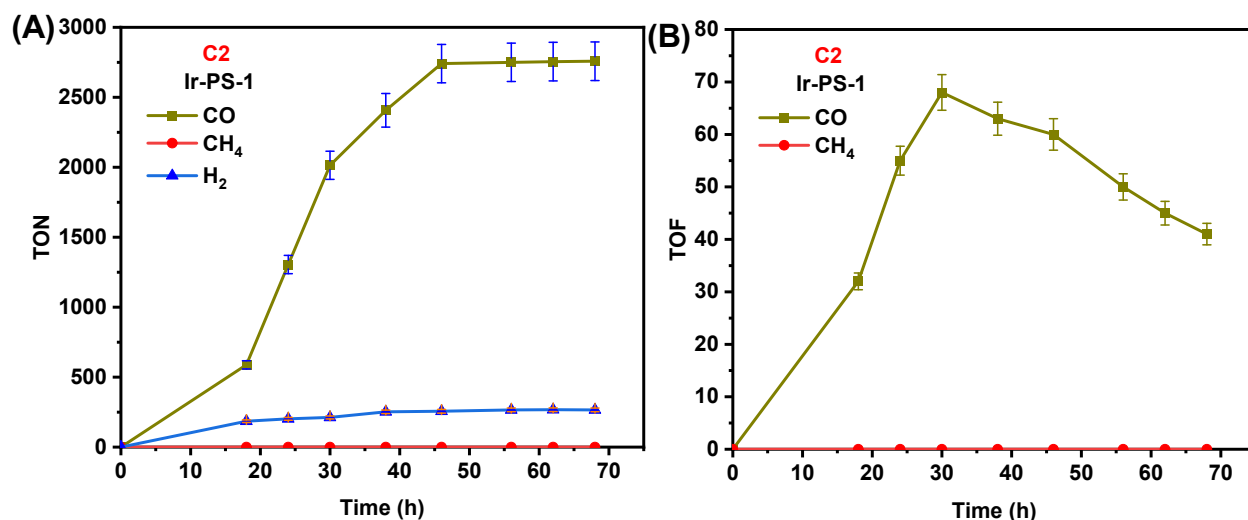 (A)
C2
Ir-PS-1
CO
CH₄
H₂
3000
2500
2000
1500
1000
500
0
TON
0 10 20 30 40 50 60 70
Time (h)
(B)
C2
Ir-PS-1
CO
CH₄
80
70
60
50
40
30
20
10
0
TOF
0 10 20 30 40 50 60 70
Time (h)